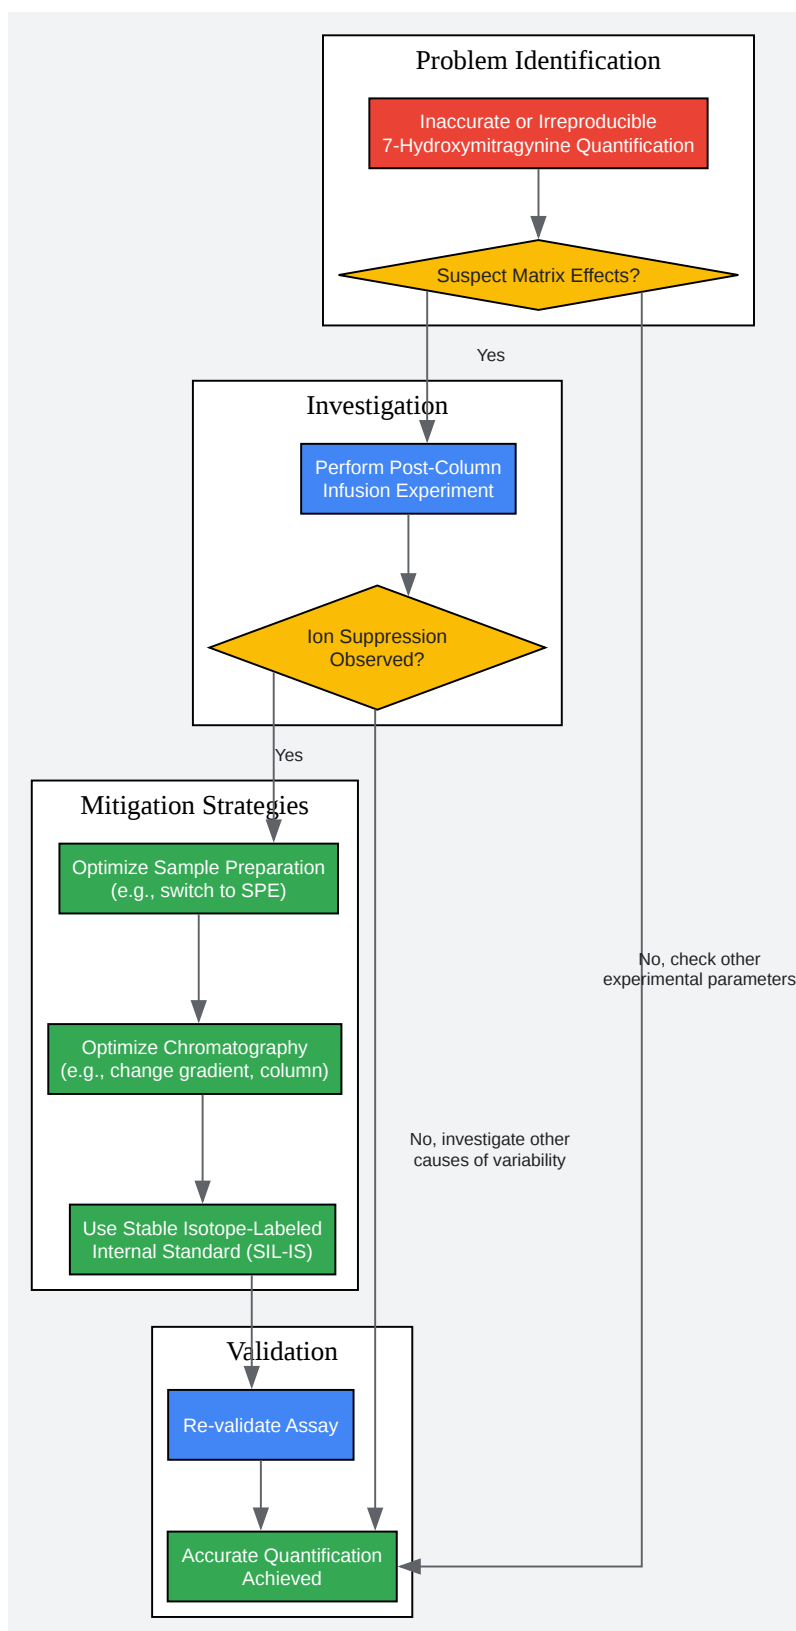 Problem Identification
Inaccurate or Irreproducible
7-Hydroxymitragynine Quantification
Suspect Matrix Effects?
Yes
Investigation
Perform Post-Column
Infusion Experiment
Ion Suppression
Observed?
Yes
Mitigation Strategies
Optimize Sample Preparation
(e.g., switch to SPE)
No, check other
experimental parameters
Optimize Chromatography
(e.g., change gradient, column)
No, investigate other
causes of variability
Use Stable Isotope-Labeled
Internal Standard (SIL-IS)
Validation
Re-validate Assay
Accurate Quantification
Achieved